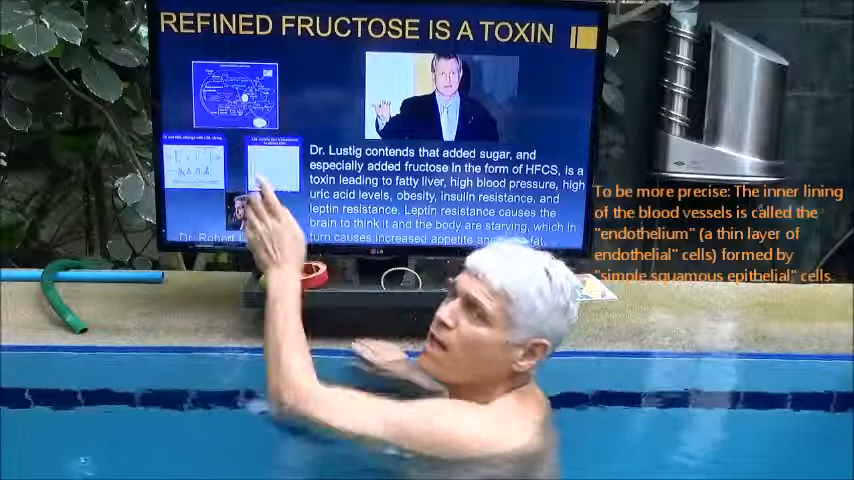 REFINED FRUCTOSE IS A TOXIN
Dr. Lustig contends that added sugar, and
especially added fructose in the form of HFCS, is a
toxin leading to fatty liver, high blood pressure, high
uric acid levels, obesity, insulin resistance, and
leptin resistance. Leptin resistance causes the
brain to think it and the body are starving, which in
turn causes increased appetite and fat.
Dr. Robert
LG
To be more precise: The inner lining
of the blood vessels is called the
"endothelium" (a thin layer of
endothelial" cells) formed by
"simple squamous epithelial" cells